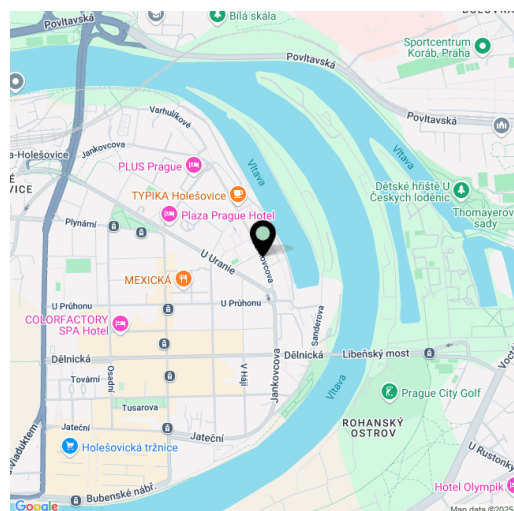 Povltavská
Bílá skála
Sportcentrum
Koráb, Praha
Povltavská
Povltavská
Varhulíkové
Jankovcova
a-Holešovice
PLUS Prague
Vltava
Vltava
TYPIKA Holešovice
Dětské hřiště U
Českých loděnic
Thomayerovy
sady
Plaza Prague Hotel
Plynární
U Uranie
MEXICKÁ
U Průhonu
U Průhonu
COLORFACTORY
SPA Hotel
Sanderova
Dělnická
Dělnická
Libeňský most
Osadní
V Háji
Jankovcova
Tovární
Vltava
Prague City Golf
Tusarova
ROHANSKÝ
OSTROV
Jateční
Jateční
Holešovická tržnice
U Rustonky
Bubenské nábř.
Hotel Olympik
Google
Map data ©2025